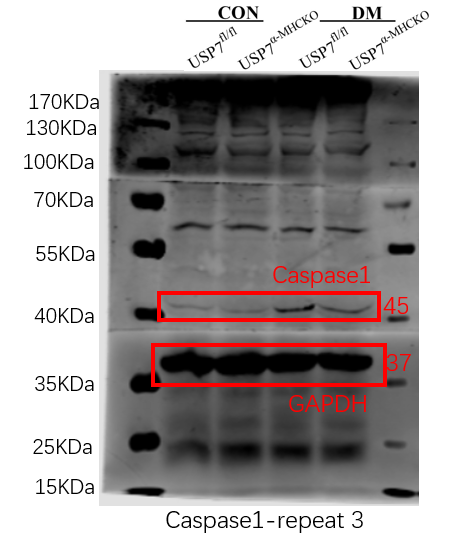 CON DM
USP7fl/fl USP7α-MHCKO USP7fl/fl USP7α-MHCKO
170KDa
130KDa
100KDa
70KDa
55KDa
Caspase1
45
40KDa
37
35KDa
GAPDH
25KDa
15KDa
Caspase1-repeat 3